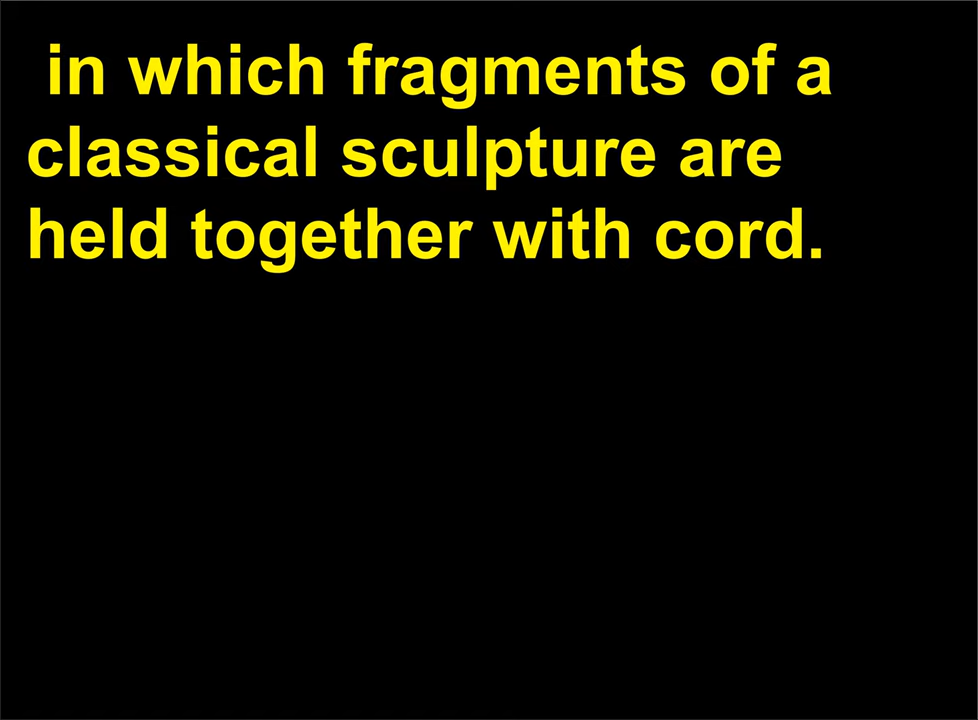 in which fragments of a
classical sculpture are
held together with cord.